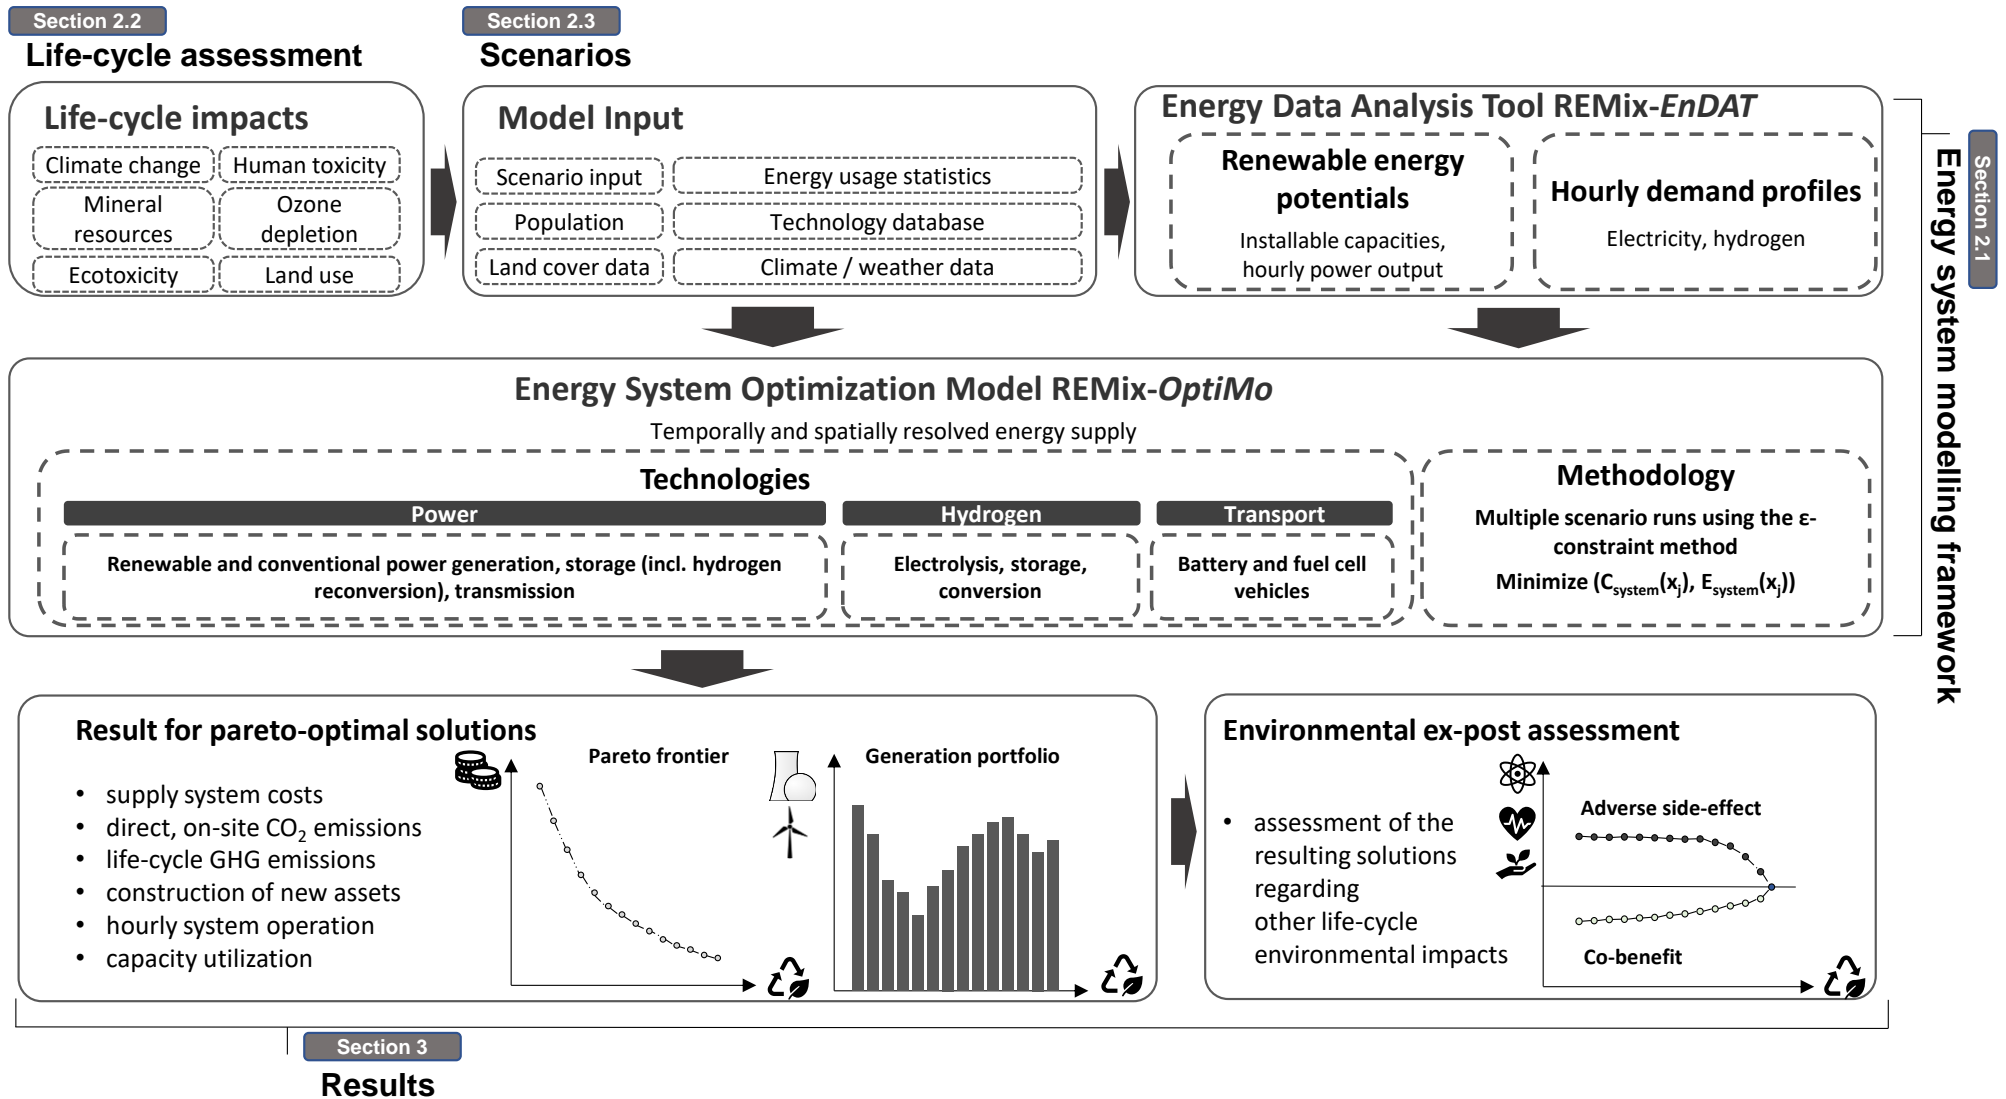 Section 2.2
Life-cycle assessment
Life-cycle impacts
Climate change
Human toxicity
Mineral
resources
Ozone
depletion
Ecotoxicity
Land use
Section 2.3
Scenarios
Model Input
Scenario input
Energy usage statistics
Population
Technology database
Land cover data
Climate / weather data
Energy Data Analysis Tool REMix-EnDAT
Renewable energy
potentials
Installable capacities,
hourly power output
Hourly demand profiles
Electricity, hydrogen
Section 2.1
Energy system modelling framework
Energy System Optimization Model REMix-OptiMo
Temporally and spatially resolved energy supply
Technologies
Power
Renewable and conventional power generation, storage (incl. hydrogen
reconversion), transmission
Hydrogen
Electrolysis, storage,
conversion
Transport
Battery and fuel cell
vehicles
Methodology
Multiple scenario runs using the ε-
constraint method
Minimize (C_system(x_j), E_system(x_j))
Result for pareto-optimal solutions
• supply system costs
• direct, on-site CO₂ emissions
• life-cycle GHG emissions
• construction of new assets
• hourly system operation
• capacity utilization
Pareto frontier
Generation portfolio
Environmental ex-post assessment
• assessment of the
resulting solutions
regarding
other life-cycle
environmental impacts
Adverse side-effect
Co-benefit
Section 3
Results